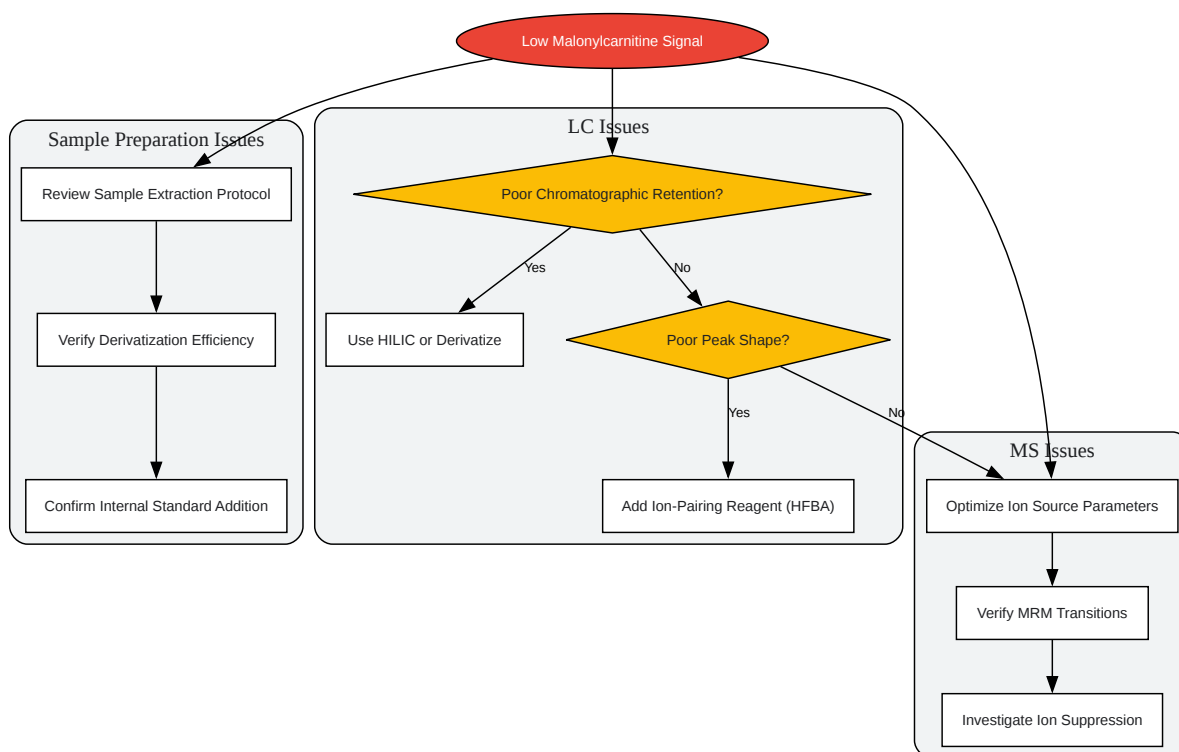 Low Malonylcarnitine Signal
Sample Preparation Issues
Review Sample Extraction Protocol
Verify Derivatization Efficiency
Confirm Internal Standard Addition
LC Issues
Poor Chromatographic Retention?
Yes
No
Use HILIC or Derivatize
Poor Peak Shape?
Yes
No
Add Ion-Pairing Reagent (HFBA)
MS Issues
Optimize Ion Source Parameters
Verify MRM Transitions
Investigate Ion Suppression